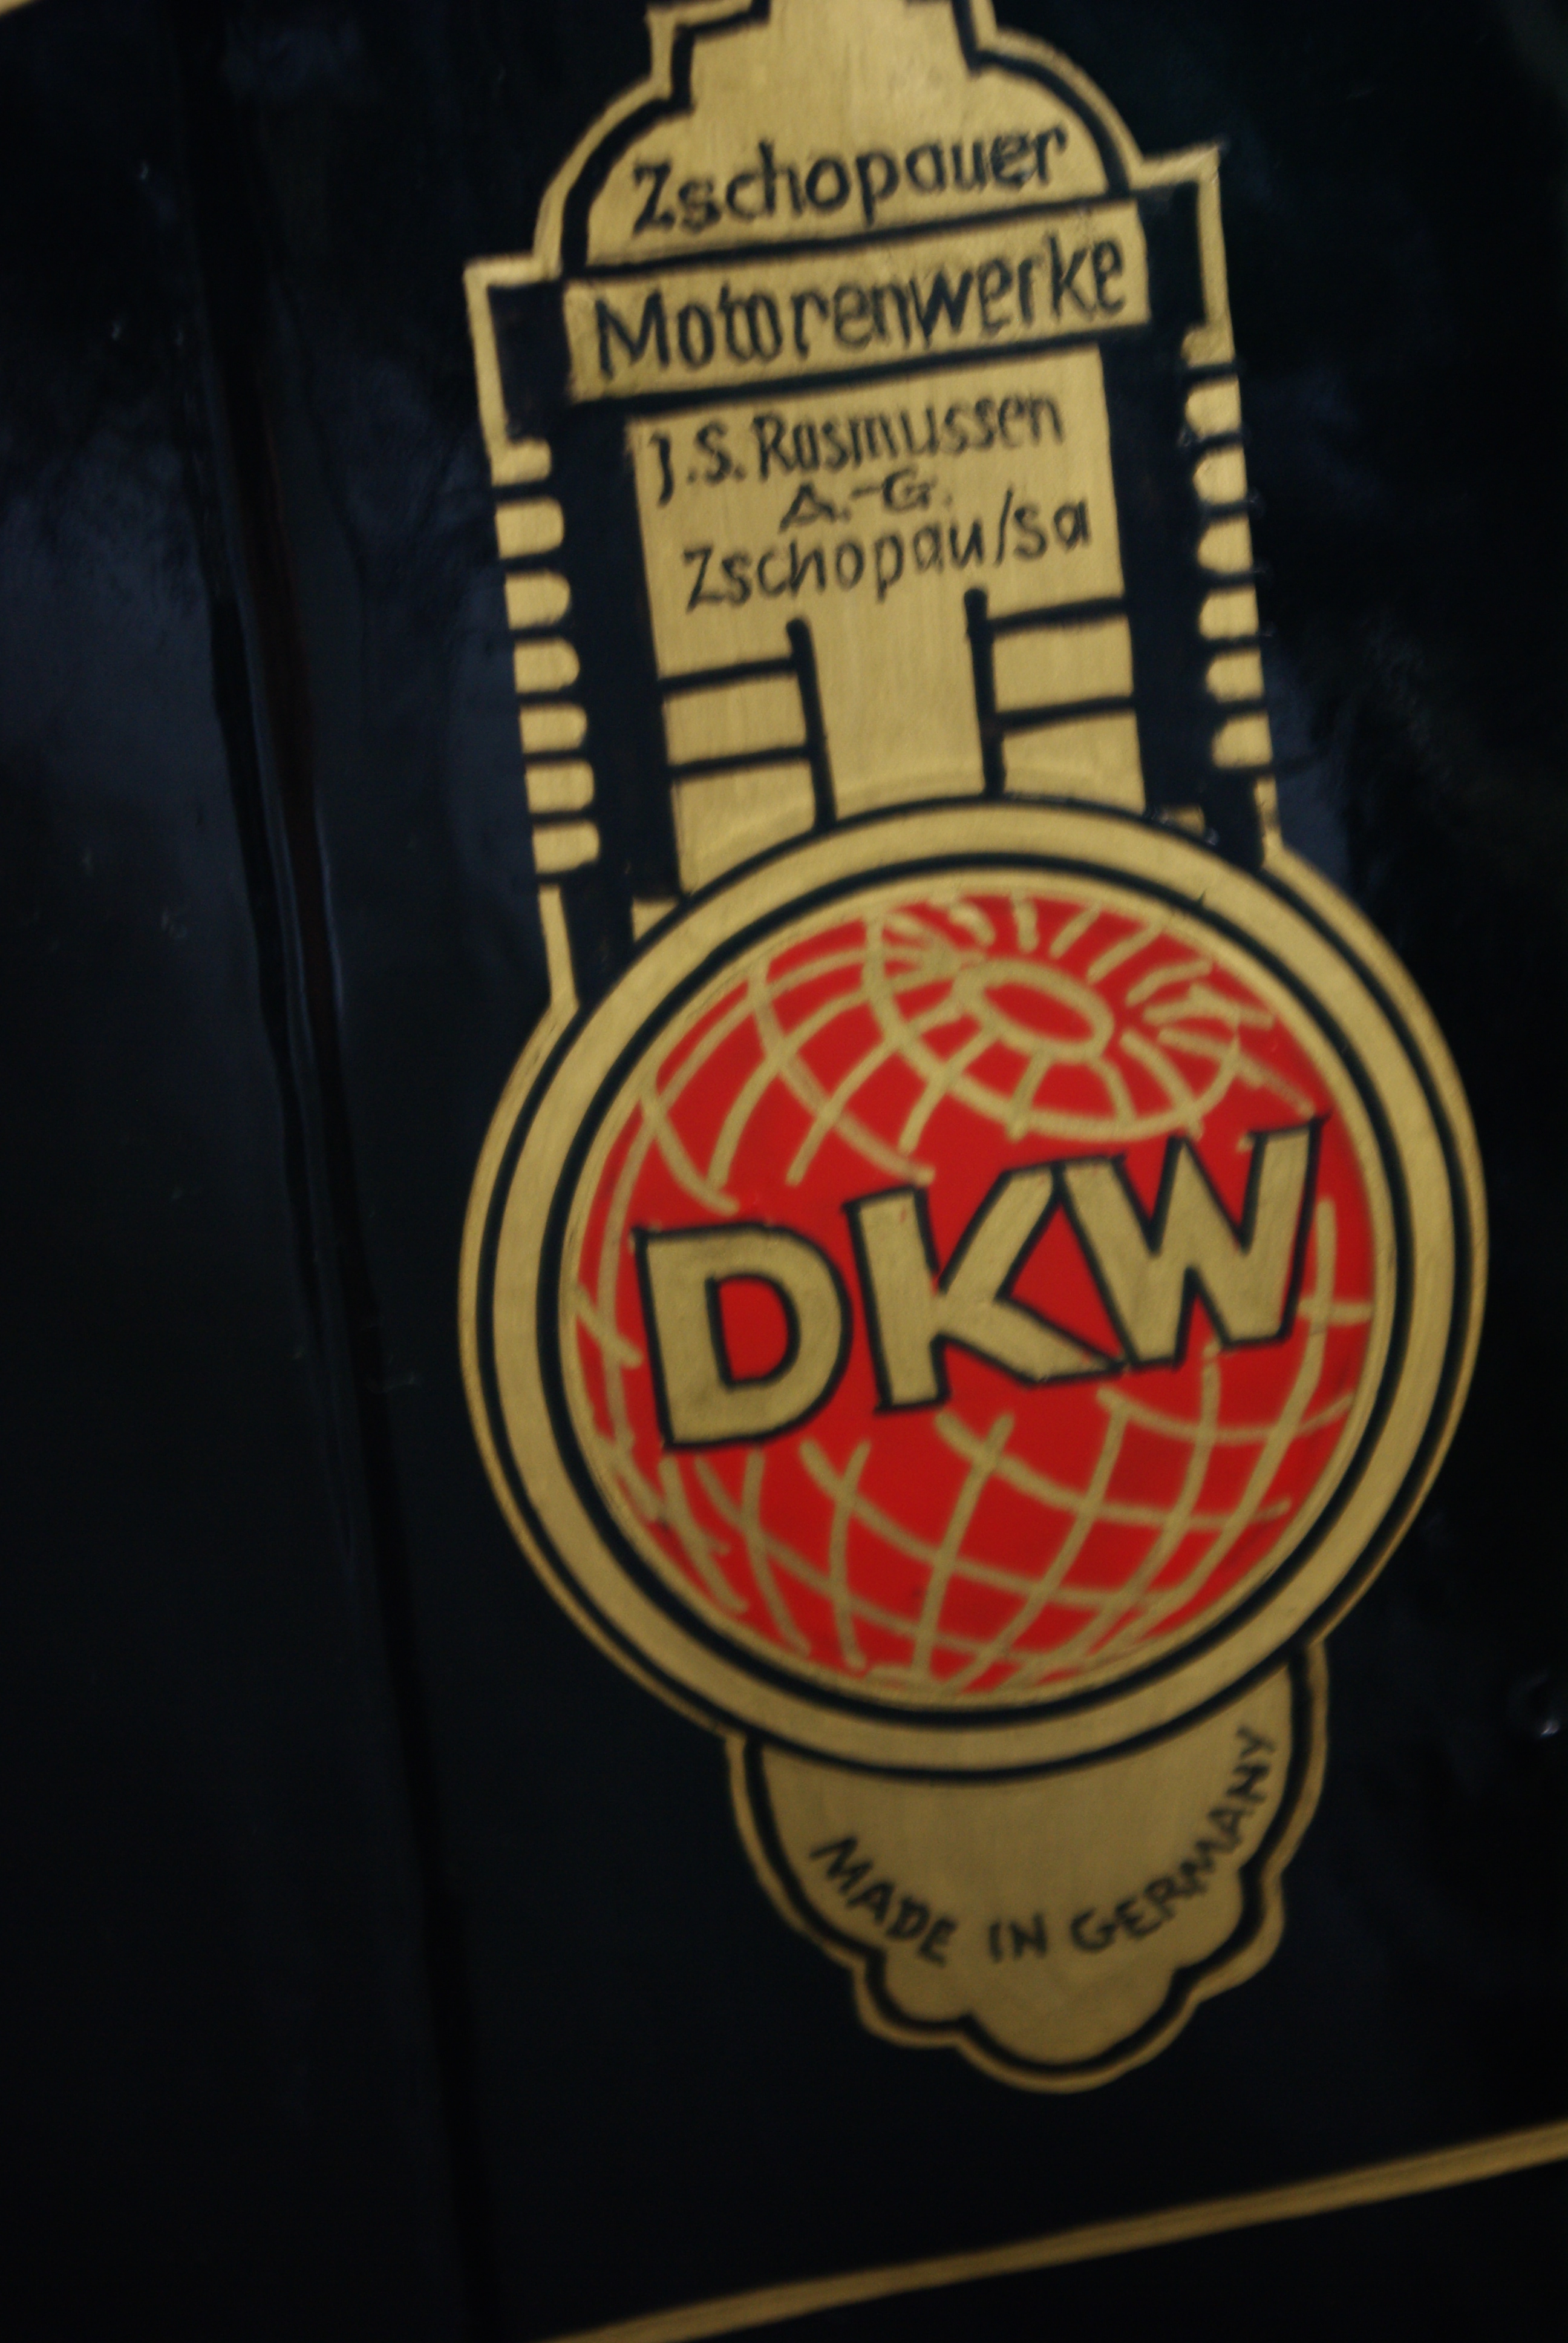 Zschopauer
Motorenwerke
J.S. Rasmussen
A.-G.
Zschopau/sa
DKW
MADE IN GERMANY